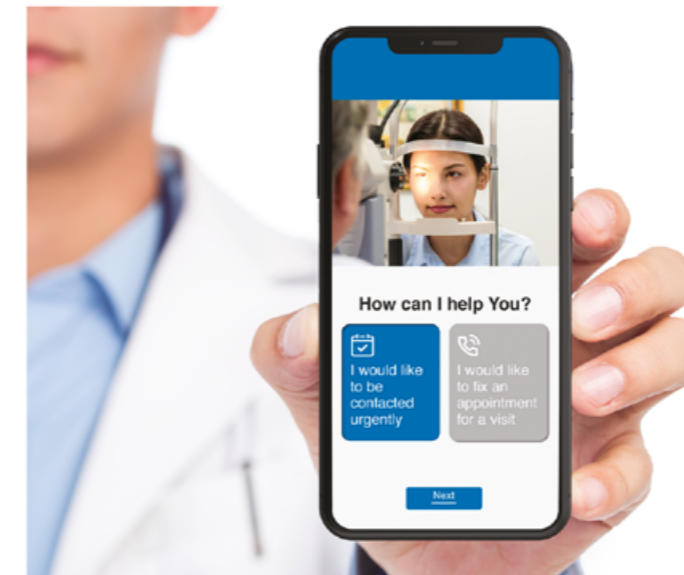 How can I help You?
I would like
to be
contacted
urgently
I would like
to fix an
appointment
for a visit
Next